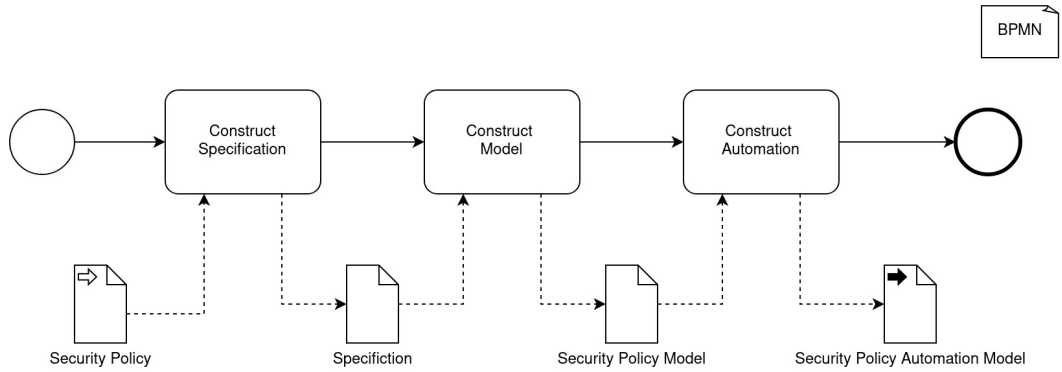 BPMN
Construct
Specification
Construct
Model
Construct
Automation
Security Policy
Specifiction
Security Policy Model
Security Policy Automation Model